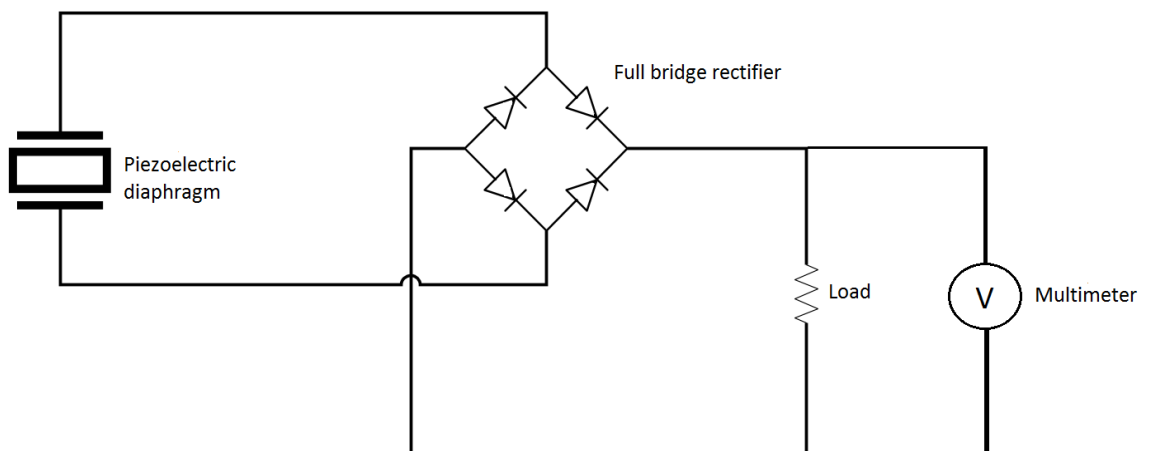 Full bridge rectifier
Piezoelectric
diaphragm
Load
V
Multimeter